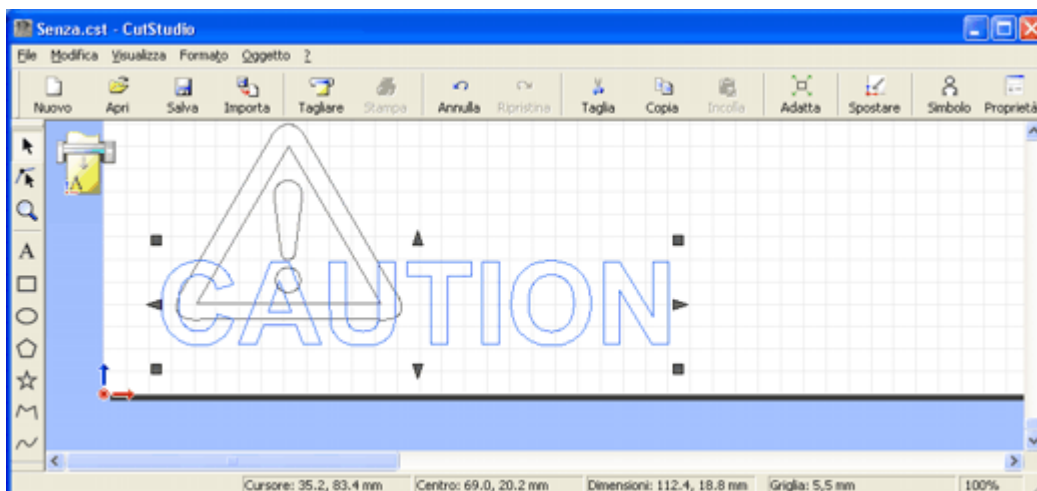 Senza.cst - CutStudio
File Modifica Visualizza Formato Oggetto ?
Nuovo Apri Salva Importa Tagliare Stampa Annulla Ripristina Taglia Copia Incolla Adatta Spostare Simbolo Proprietà
A
CAUTION
Cursore: 35.2, 83.4 mm Centro: 69.0, 20.2 mm Dimensioni: 112.4, 18.8 mm Griglia: 5,5 mm 100%